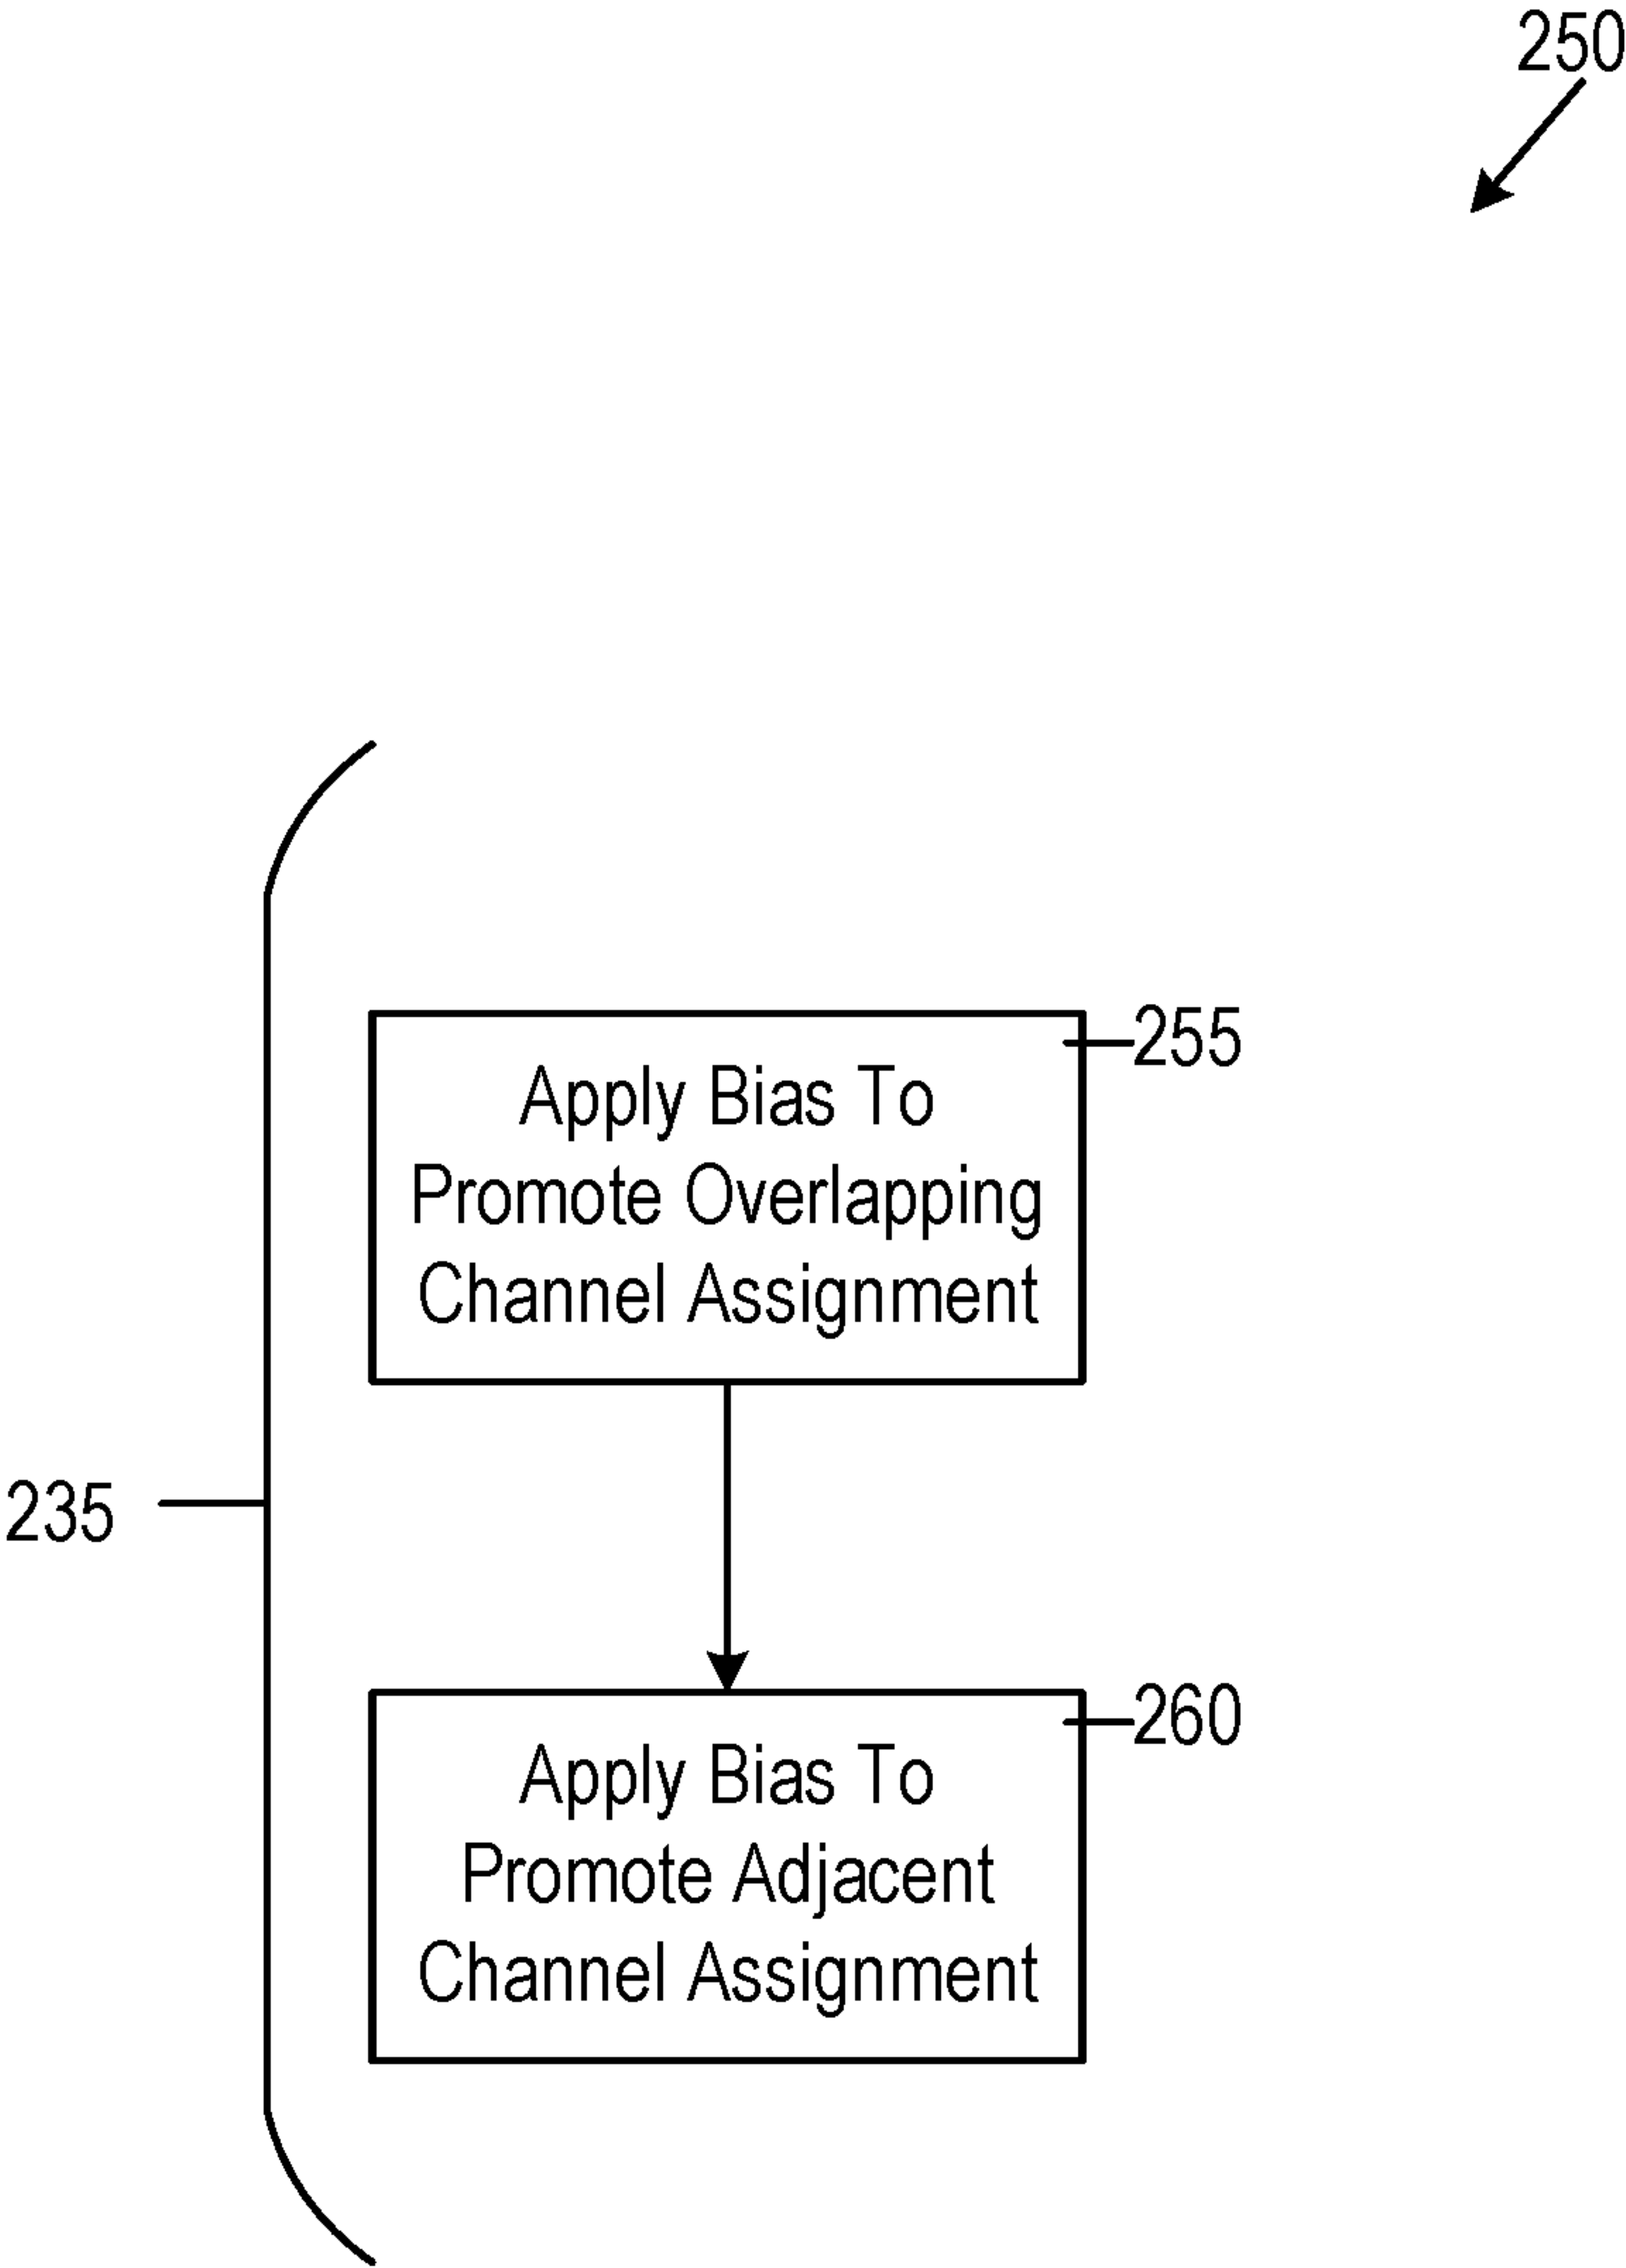 250
255
Apply Bias To
Promote Overlapping
Channel Assignment
235
260
Apply Bias To
Promote Adjacent
Channel Assignment